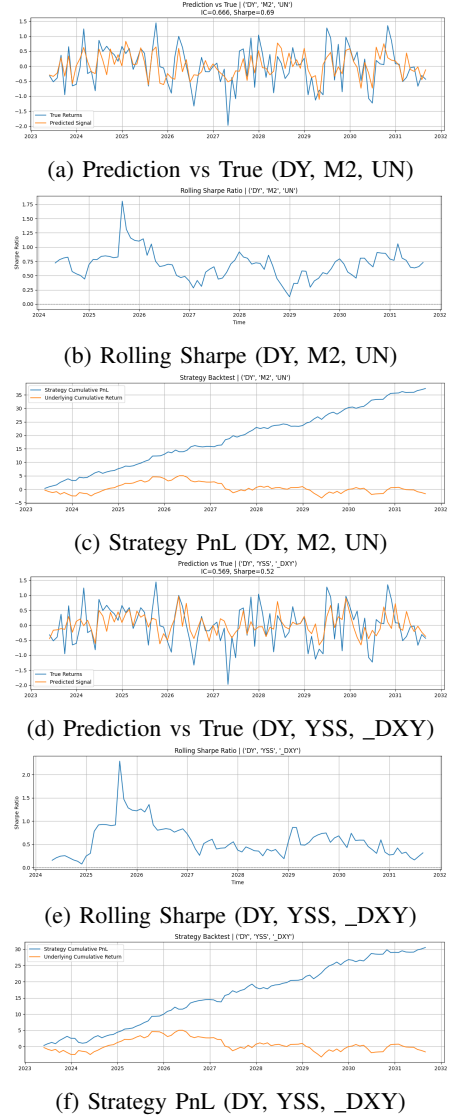 Prediction vs True | ('DY', 'M2', 'UN')
IC=0.666, Sharpe=0.69
1.5
1.0
0.5
0.0
−0.5
−1.0
−1.5
−2.0
True Returns
Predicted Signal
2023 2024 2025 2026 2027 2028 2029 2030 2031 2032
(a) Prediction vs True (DY, M2, UN)
Rolling Sharpe Ratio | ('DY', 'M2', 'UN')
1.75
1.50
1.25
1.00
0.75
0.50
0.25
0.00
Sharpe Ratio
2024 2025 2026 2027 2028 2029 2030 2031 2032
Time
(b) Rolling Sharpe (DY, M2, UN)
Strategy Backtest | ('DY', 'M2', 'UN')
Strategy Cumulative PnL
Underlying Cumulative Return
35
30
25
20
15
10
5
0
−5
2023 2024 2025 2026 2027 2028 2029 2030 2031 2032
(c) Strategy PnL (DY, M2, UN)
Prediction vs True | ('DY', 'YSS', '_DXY')
IC=0.569, Sharpe=0.52
1.5
1.0
0.5
0.0
−0.5
−1.0
−1.5
−2.0
True Returns
Predicted Signal
2023 2024 2025 2026 2027 2028 2029 2030 2031 2032
(d) Prediction vs True (DY, YSS, _DXY)
Rolling Sharpe Ratio | ('DY', 'YSS', '_DXY')
2.0
1.5
1.0
0.5
0.0
Sharpe Ratio
2024 2025 2026 2027 2028 2029 2030 2031 2032
Time
(e) Rolling Sharpe (DY, YSS, _DXY)
Strategy Backtest | ('DY', 'YSS', '_DXY')
Strategy Cumulative PnL
Underlying Cumulative Return
30
20
10
0
2023 2024 2025 2026 2027 2028 2029 2030 2031 2032
(f) Strategy PnL (DY, YSS, _DXY)